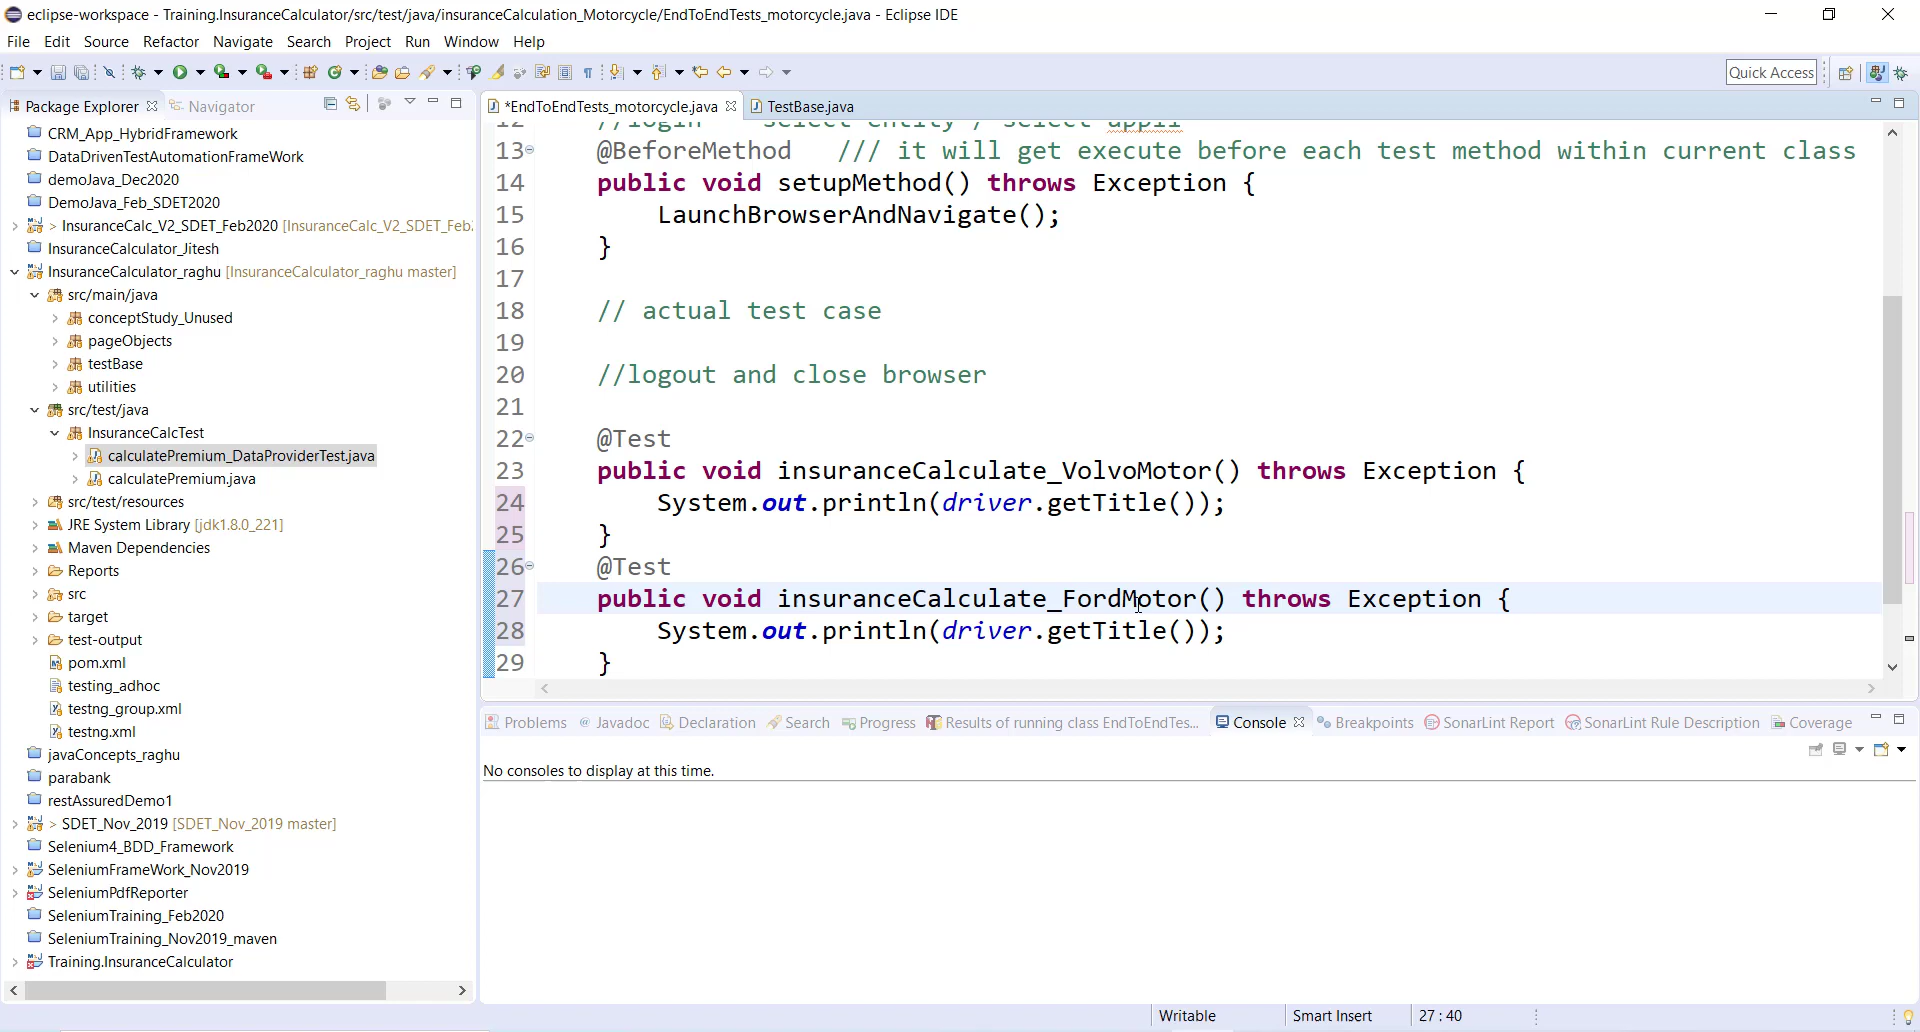 eclipse-workspace - Training.InsuranceCalculator/src/test/java/insuranceCalculation_Motorcycle/EndToEndTests_motorcycle.java - Eclipse IDE
File Edit Source Refactor Navigate Search Project Run Window Help
Quick Access
Package Explorer Navigator
CRM_App_HybridFramework
DataDrivenTestAutomationFrameWork
demoJava_Dec2020
DemoJava_Feb_SDET2020
> InsuranceCalc_V2_SDET_Feb2020 [InsuranceCalc_V2_SDET_Feb
InsuranceCalculator_Jitesh
InsuranceCalculator_raghu [InsuranceCalculator_raghu master]
src/main/java
conceptStudy_Unused
pageObjects
testBase
utilities
src/test/java
InsuranceCalcTest
calculatePremium_DataProviderTest.java
calculatePremium.java
src/test/resources
JRE System Library [jdk1.8.0_221]
Maven Dependencies
Reports
src
target
test-output
pom.xml
testing_adhoc
testng_group.xml
testng.xml
javaConcepts_raghu
parabank
restAssuredDemo1
> SDET_Nov_2019 [SDET_Nov_2019 master]
Selenium4_BDD_Framework
SeleniumFrameWork_Nov2019
SeleniumPdfReporter
SeleniumTraining_Feb2020
SeleniumTraining_Nov2019_maven
Training.InsuranceCalculator
*EndToEndTests_motorcycle.java TestBase.java
12 //login select entity / select appli
13 @BeforeMethod /// it will get execute before each test method within current class
14 public void setupMethod() throws Exception {
15 LaunchBrowserAndNavigate();
16 }
17
18 // actual test case
19
20 //logout and close browser
21
22 @Test
23 public void insuranceCalculate_VolvoMotor() throws Exception {
24 System.out.println(driver.getTitle());
25 }
26 @Test
27 public void insuranceCalculate_FordMotor() throws Exception {
28 System.out.println(driver.getTitle());
29 }
Problems @ Javadoc Declaration Search Progress Results of running class EndToEndTes... Console Breakpoints SonarLint Report SonarLint Rule Description Coverage
No consoles to display at this time.
Writable Smart Insert 27 : 40